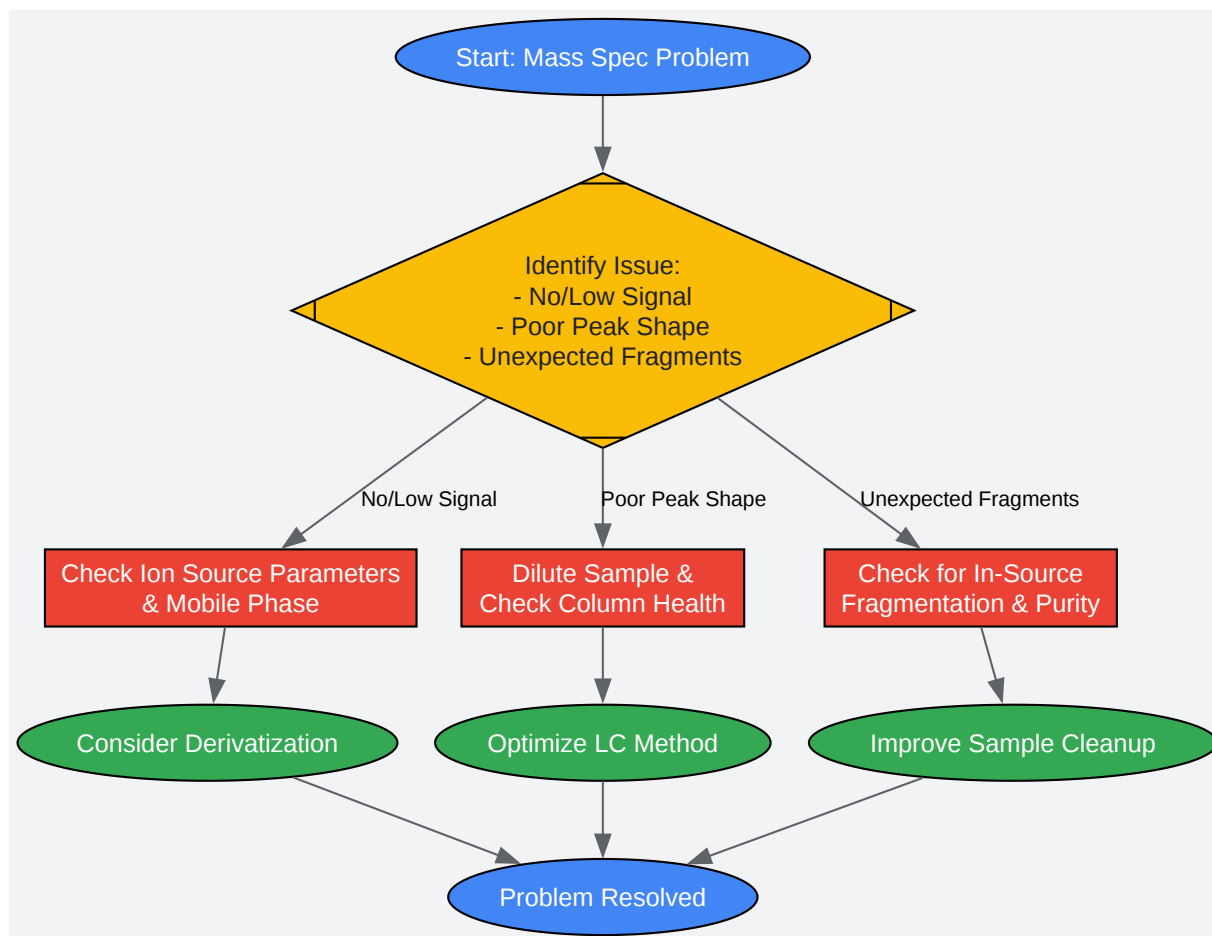 Start: Mass Spec Problem
Identify Issue:
- No/Low Signal
- Poor Peak Shape
- Unexpected Fragments
No/Low Signal
Poor Peak Shape
Unexpected Fragments
Check Ion Source Parameters
& Mobile Phase
Dilute Sample &
Check Column Health
Check for In-Source
Fragmentation & Purity
Consider Derivatization
Optimize LC Method
Improve Sample Cleanup
Problem Resolved